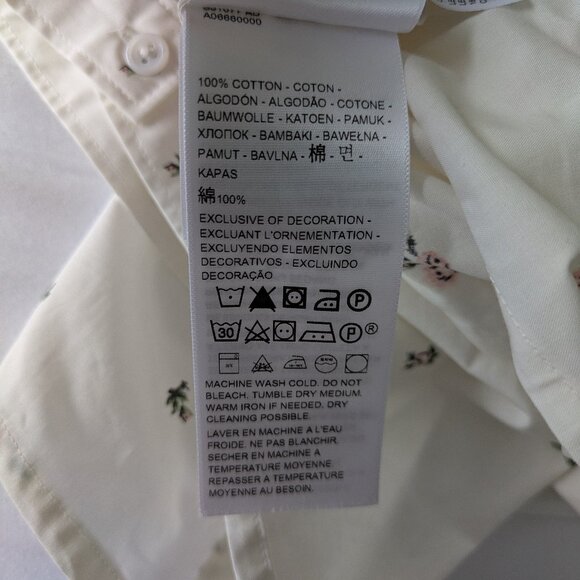 A06660000
100% COTTON - COTON -
ALGODÓN - ALGODÃO - COTONE -
BAUMWOLLE - KATOEN - PAMUK -
ХЛОПОК - ΒΑΜΒΑΚΙ - BAWEŁNA -
PAMUT - BAVLNA - 棉 - 면 -
KAPAS
綿100%
EXCLUSIVE OF DECORATION -
EXCLUANT L'ORNEMENTATION -
EXCLUYENDO ELEMENTOS
DECORATIVOS - EXCLUINDO
DECORAÇÃO
P
30 P ®
MACHINE WASH COLD. DO NOT
BLEACH. TUMBLE DRY MEDIUM.
WARM IRON IF NEEDED. DRY
CLEANING POSSIBLE.
LAVER EN MACHINE A L'EAU
FROIDE. NE PAS BLANCHIR.
SECHER EN MACHINE A
TEMPERATURE MOYENNE.
REPASSER A TEMPERATURE
MOYENNE AU BESOIN.